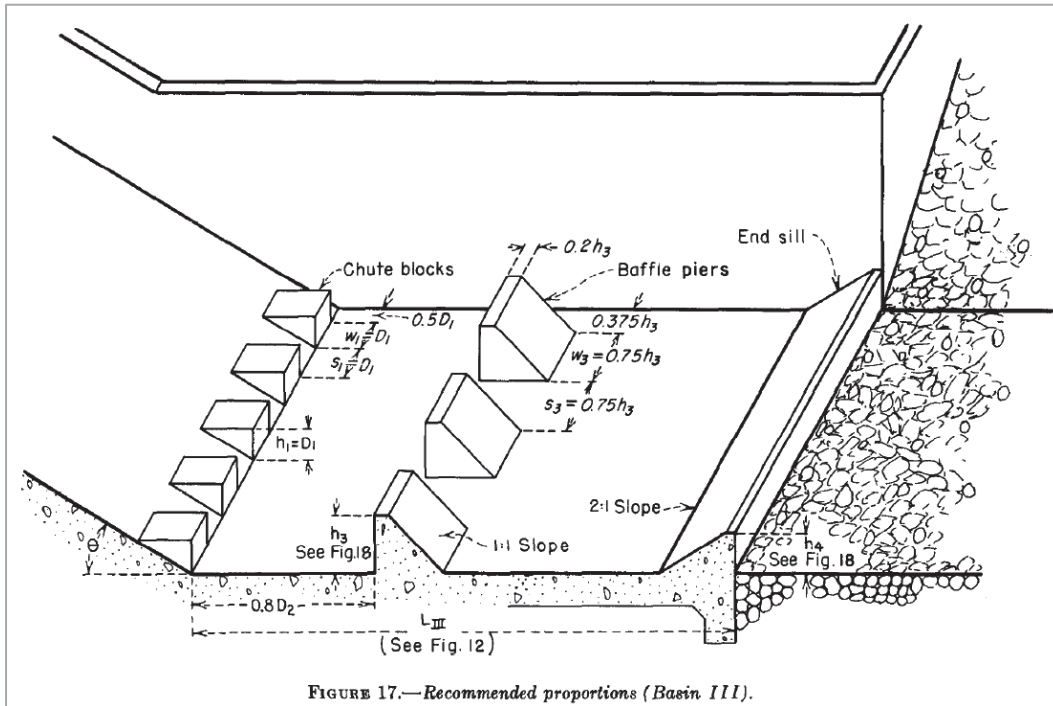 0.2h₃
End sill
Chute blocks
Baffle piers
0.5D₁
0.375h₃
w₁ = D₁
w₃ = 0.75h₃
s₁ = D₁
s₃ = 0.75h₃
h₁ = D₁
2:1 Slope
h₃
See Fig.18
1:1 Slope
h₄
See Fig. 18
θ
0.8D₂
L III
(See Fig. 12)
FIGURE 17.—Recommended proportions (Basin III).